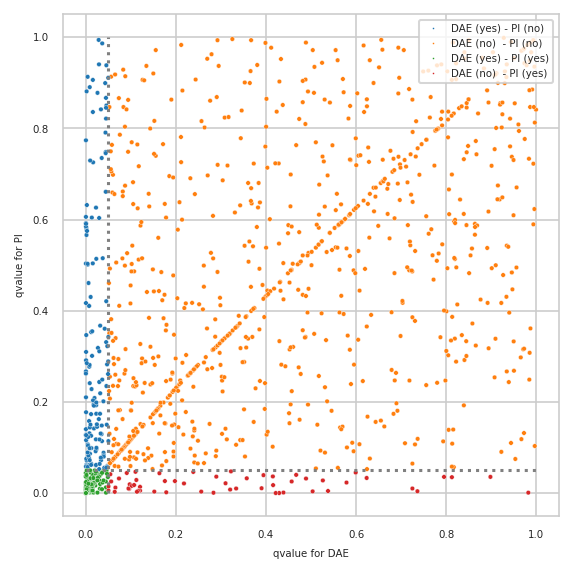 DAE (yes) - PI (no)
DAE (no)  - PI (no)
DAE (yes) - PI (yes)
DAE (no)  - PI (yes)
1.0
0.8
0.6
0.4
0.2
0.0
qvalue for PI
0.0 0.2 0.4 0.6 0.8 1.0
qvalue for DAE